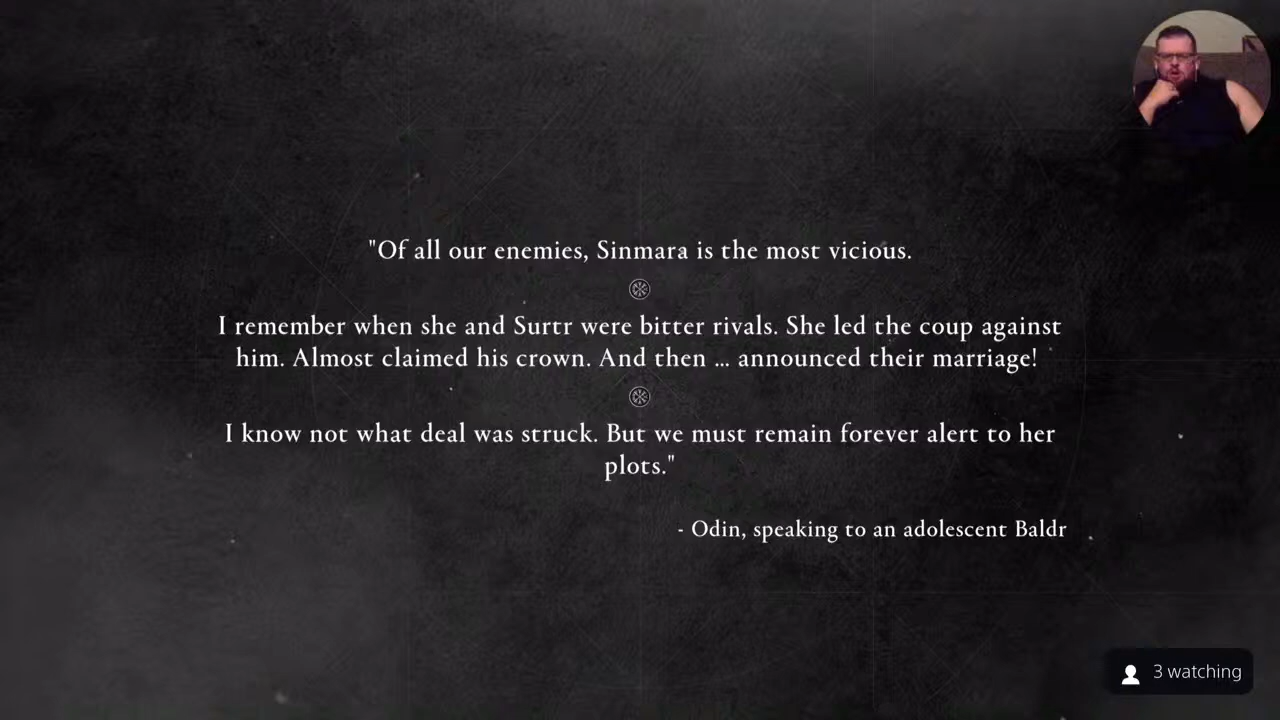 "Of all our enemies, Sinmara is the most vicious.
I remember when she and Surtr were bitter rivals. She led the coup against
him. Almost claimed his crown. And then ... announced their marriage!
I know not what deal was struck. But we must remain forever alert to her
plots."
- Odin, speaking to an adolescent Baldr
3 watching